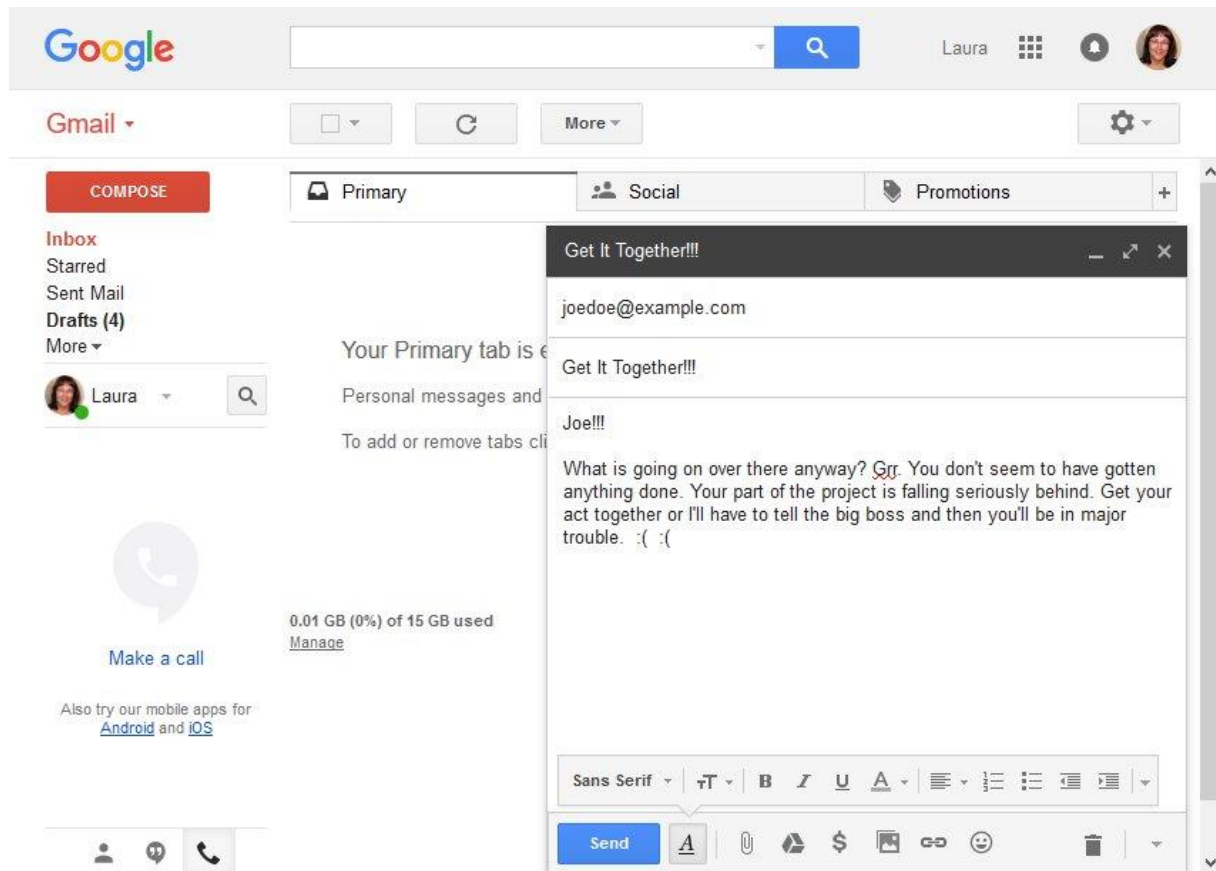 Google
Laura
Gmail
More
COMPOSE
Primary
Social
Promotions
+
Inbox
Starred
Sent Mail
Drafts (4)
More
Laura
Your Primary tab is e
Personal messages and
To add or remove tabs cli
0.01 GB (0%) of 15 GB used
Manage
Make a call
Also try our mobile apps for
Android and iOS
Get It Together!!!
joedoe@example.com
Get It Together!!!
Joe!!!
What is going on over there anyway? Grr. You don't seem to have gotten
anything done. Your part of the project is falling seriously behind. Get your
act together or I'll have to tell the big boss and then you'll be in major
trouble.  :(  :(
Sans Serif
тT
B I U A
Send
A
$